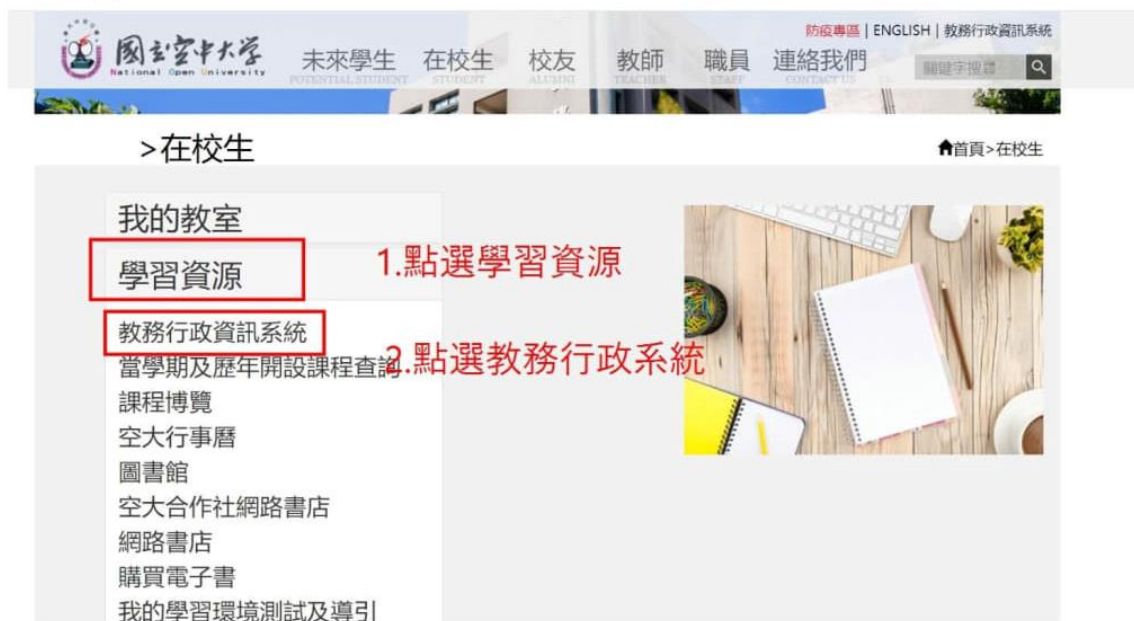 防疫專區 | ENGLISH | 教務行政資訊系統
國立空中大学
National Open University
未來學生 在校生 校友 教師 職員 連絡我們
POTENTIAL STUDENT STUDENT ALUMNI TEACHER STAFF CONTACT US
關鍵字搜尋
>在校生
首頁>在校生
我的教室
學習資源
1.點選學習資源
教務行政資訊系統
2.點選教務行政系統
當學期及歷年開設課程查詢
課程博覽
空大行事曆
圖書館
空大合作社網路書店
網路書店
購買電子書
我的學習環境測試及導引